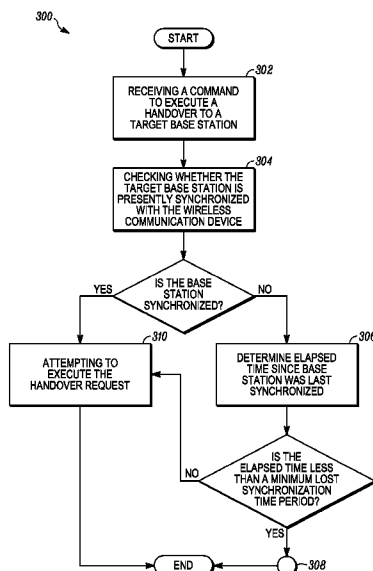 300
START
302
RECEIVING A COMMAND
TO EXECUTE A
HANDOVER TO A
TARGET BASE
STATION
304
CHECKING WHETHER THE
TARGET BASE STATION IS
PRESENTLY SYNCHRONIZED
WITH THE WIRELESS
COMMUNICATION DEVICE
YES
IS THE BASE
STATION
SYNCHRONIZED?
NO
310
ATTEMPTING TO
EXECUTE THE
HANDOVER REQUEST
306
DETERMINE ELAPSED
TIME SINCE BASE
STATION WAS LAST
SYNCHRONIZED
NO
IS THE
ELAPSED TIME LESS
THAN A MINIMUM LOST
SYNCHRONIZATION
TIME PERIOD?
YES
END
308